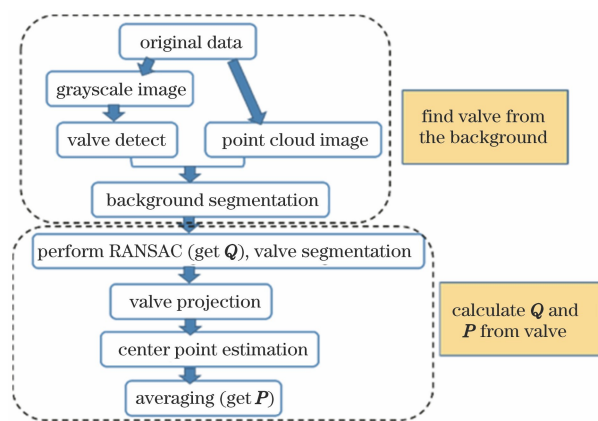 original data
grayscale image
valve detect
point cloud image
background segmentation
find valve from
the background
perform RANSAC (get Q), valve segmentation
valve projection
center point estimation
averaging (get P)
calculate Q and
P from valve